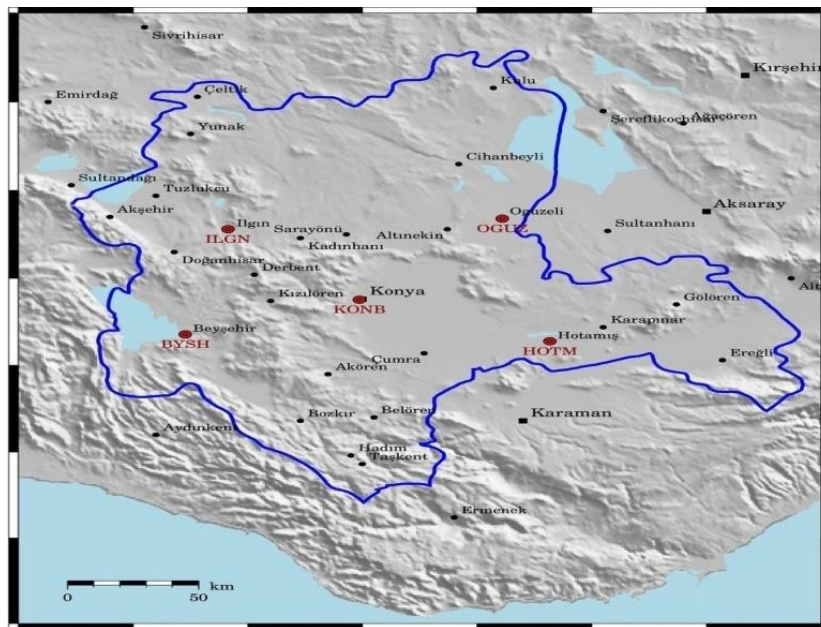 Sivrihisar
Kırşehir
Emirdağ
Çeltik
Kulu
Şereflikoçhisar
Ağaçören
Yunak
Cihanbeyli
Sultandağı
Tuzlukçu
Akşehir
Ilgın
ILGN
Sarayönü
Kadınhanı
Altınekin
Oguzeli
OGUZ
Aksaray
Sultanhanı
Doğanhisar
Derbent
Kızılören
Konya
KONB
Gölören
Alt
Beyşehir
BYSH
Hotamış
HOTM
Karapınar
Çumra
Akören
Ereğli
Bozkır
Belören
Karaman
Aydınkent
Hadım
Taşkent
Ermenek
km
0 50